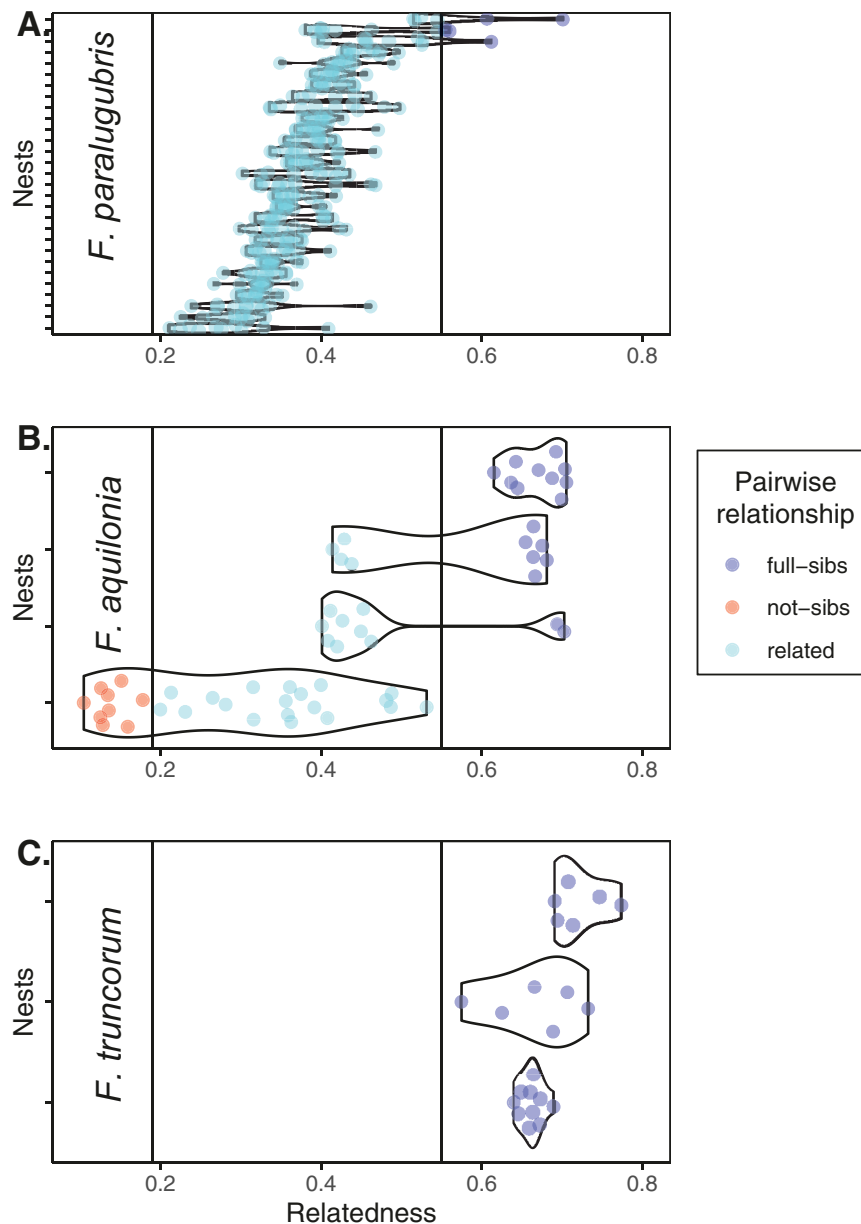 A.
Nests
F. paralugubris
0.2 0.4 0.6 0.8
B.
Nests
F. aquilonia
0.2 0.4 0.6 0.8
Pairwise
relationship
full-sibs
not-sibs
related
C.
Nests
F. truncorum
0.2 0.4 0.6 0.8
Relatedness